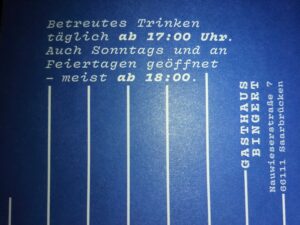 Betreutes Trinken
täglich ab 17:00 Uhr.
Auch Sonntags und an
Feiertagen geöffnet
– meist ab 18:00.
GASTHAUS
BINGERT
Nauwieserstraße 7
66111 Saarbrücken